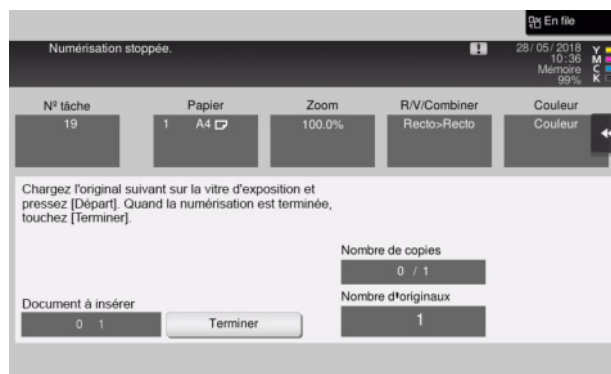 En file
Numérisation stoppée.
28/05/2018
10:36
Mémoire
99%
Y
M
C
K
Nº tâche
Papier
Zoom
R/V/Combiner
Couleur
19
1 A4
100.0%
Recto>Recto
Couleur
Chargez l'original suivant sur la vitre d'exposition et
pressez [Départ]. Quand la numérisation est terminée,
touchez [Terminer].
Nombre de copies
0 / 1
Document à insérer
0 1
Terminer
Nombre d'originaux
1